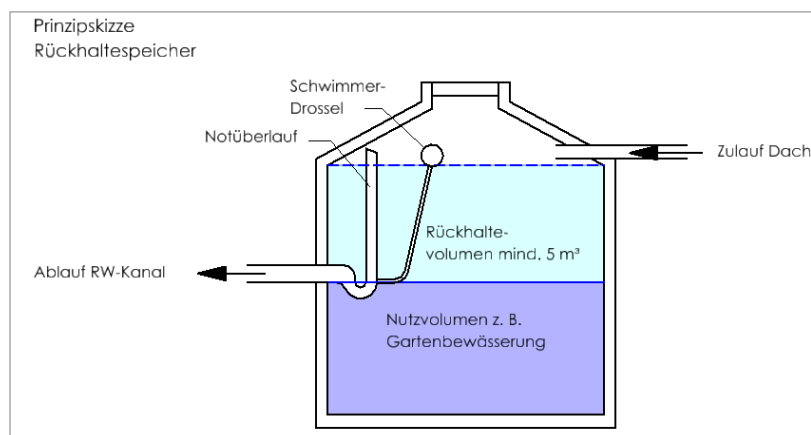 Prinzipskizze
Rückhaltespeicher
Schwimmer-
Drossel
Notüberlauf
Zulauf Dach
Rückhalte-
volumen mind. 5 m³
Ablauf RW-Kanal
Nutzvolumen z. B.
Gartenbewässerung